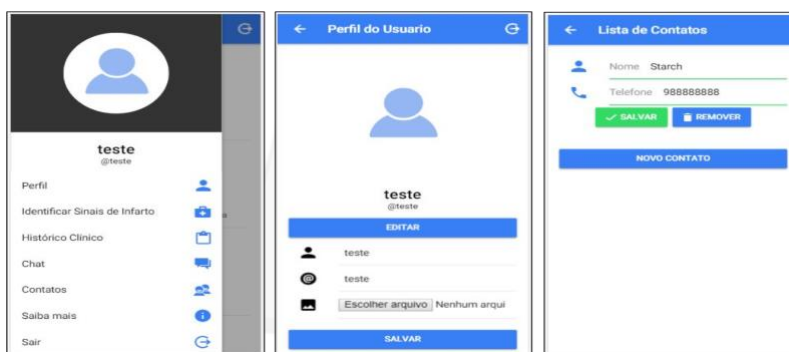 teste
@teste
Perfil
Identificar Sinais de Infarto
Histórico Clínico
Chat
Contatos
Saiba mais
Sair
Perfil do Usuario
teste
@teste
EDITAR
teste
teste
Escolher arquivo Nenhum arqui
SALVAR
Lista de Contatos
Nome Starch
Telefone 988888888
SALVAR REMOVER
NOVO CONTATO